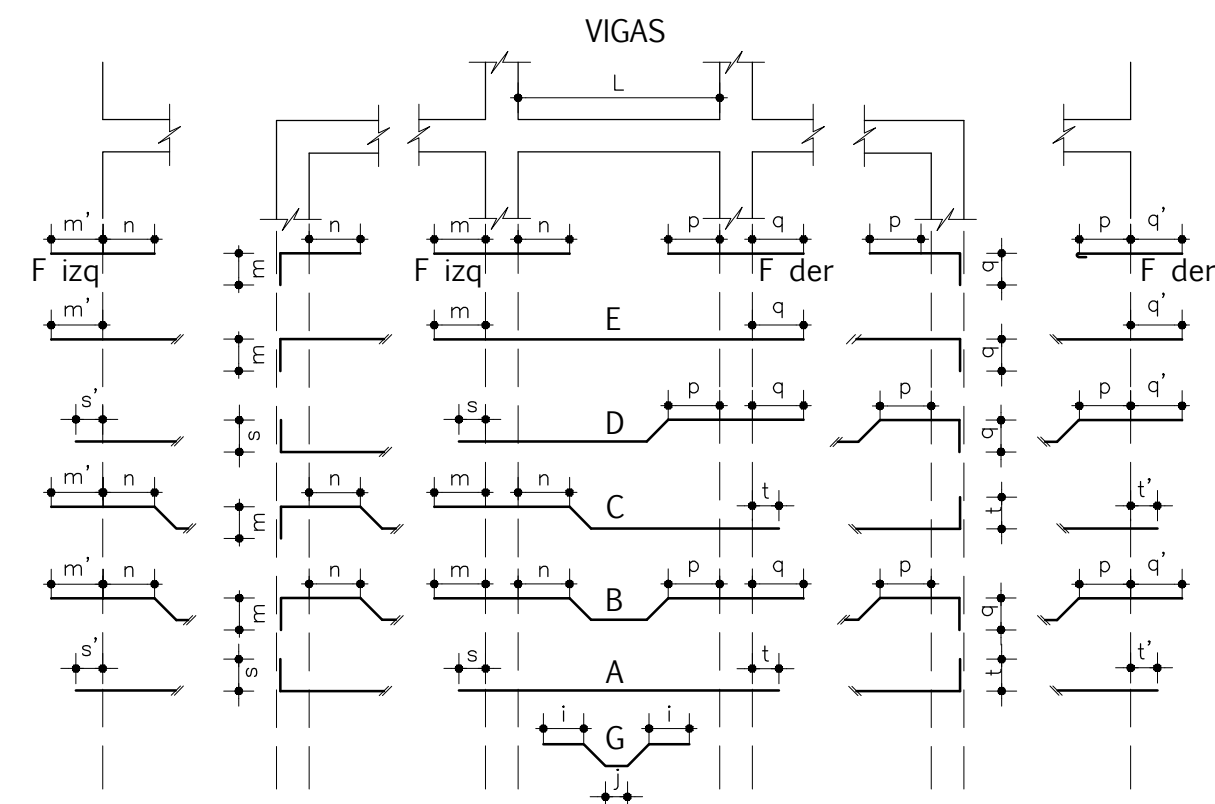 VIGAS
L
m' n n m n p q p p q'
F izq m F izq F der q F der
m' m E q q'
m q
s' s p q p p q'
s D q
m' n n m n t t'
m C t
m' n n m n p q p p q'
m B q
s' s s A t t t'
i i
G
j